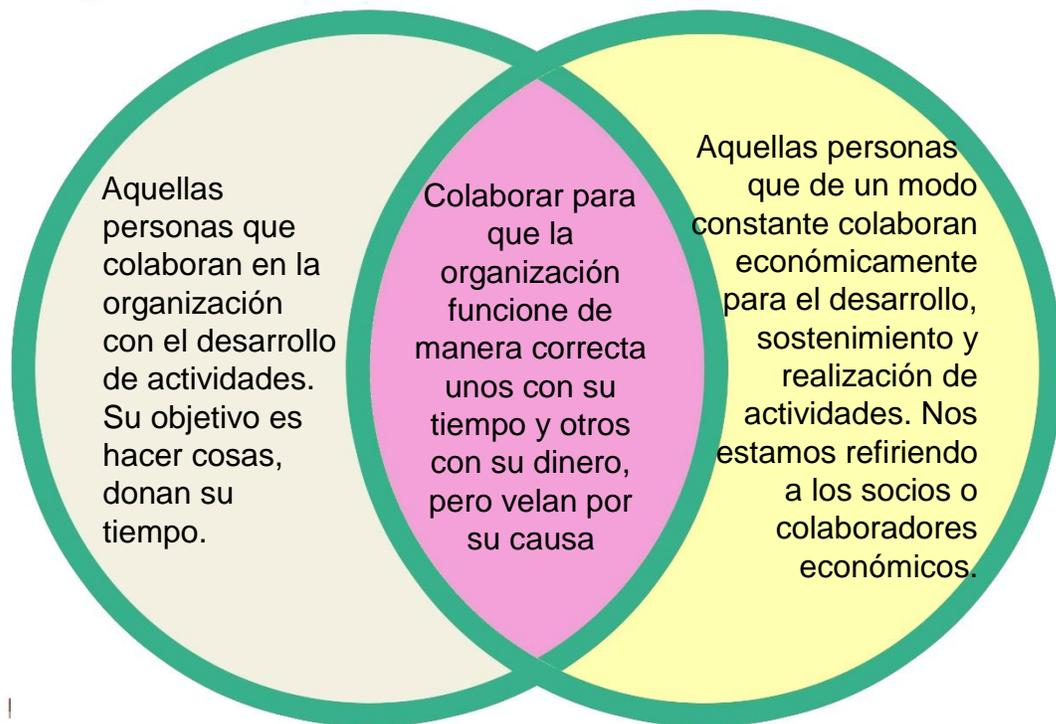 Aquellas
personas que
colaboran en la
organización
con el desarrollo
de actividades.
Su objetivo es
hacer cosas,
donan su
tiempo.
Colaborar para
que la
organización
funcione de
manera correcta
unos con su
tiempo y otros
con su dinero,
pero velan por
su causa
Aquellas personas
que de un modo
constante colaboran
económicamente
para el desarrollo,
sostenimiento y
realización de
actividades. Nos
estamos refiriendo
a los socios o
colaboradores
económicos.